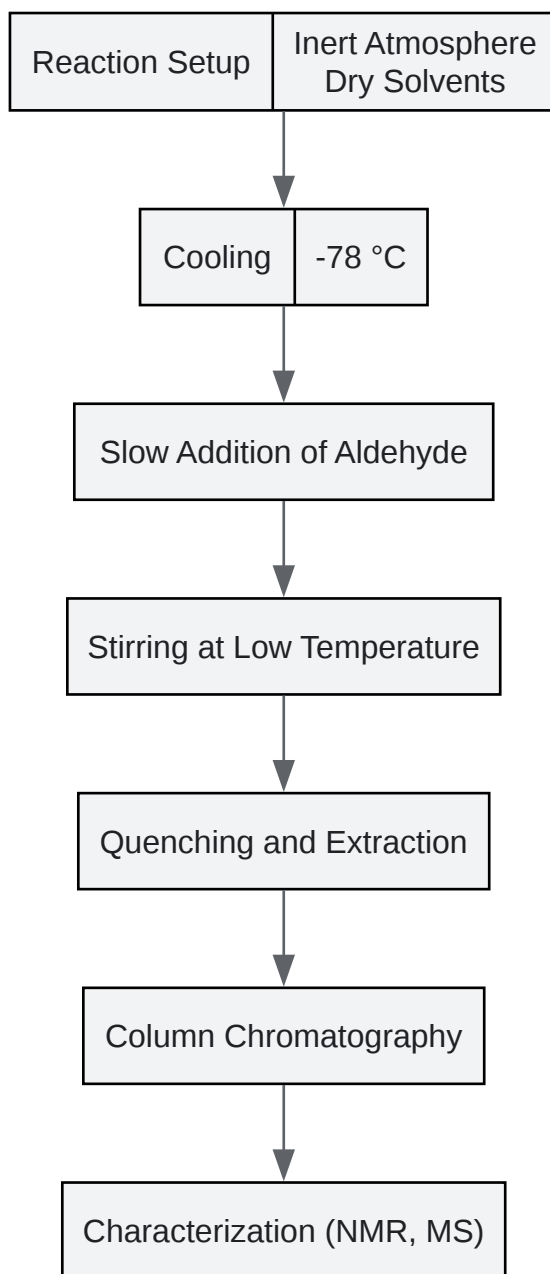 Reaction Setup
Inert Atmosphere
Dry Solvents
Cooling
-78 °C
Slow Addition of Aldehyde
Stirring at Low Temperature
Quenching and Extraction
Column Chromatography
Characterization (NMR, MS)